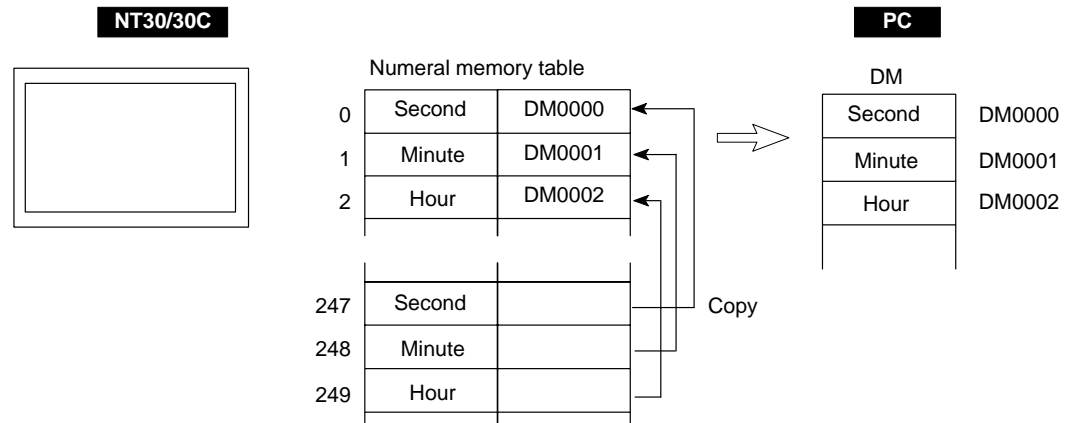 NT30/30C
PC
Numeral memory table
DM
0 Second DM0000
Second DM0000
1 Minute DM0001
Minute DM0001
2 Hour DM0002
Hour DM0002
247 Second
Copy
248 Minute
249 Hour